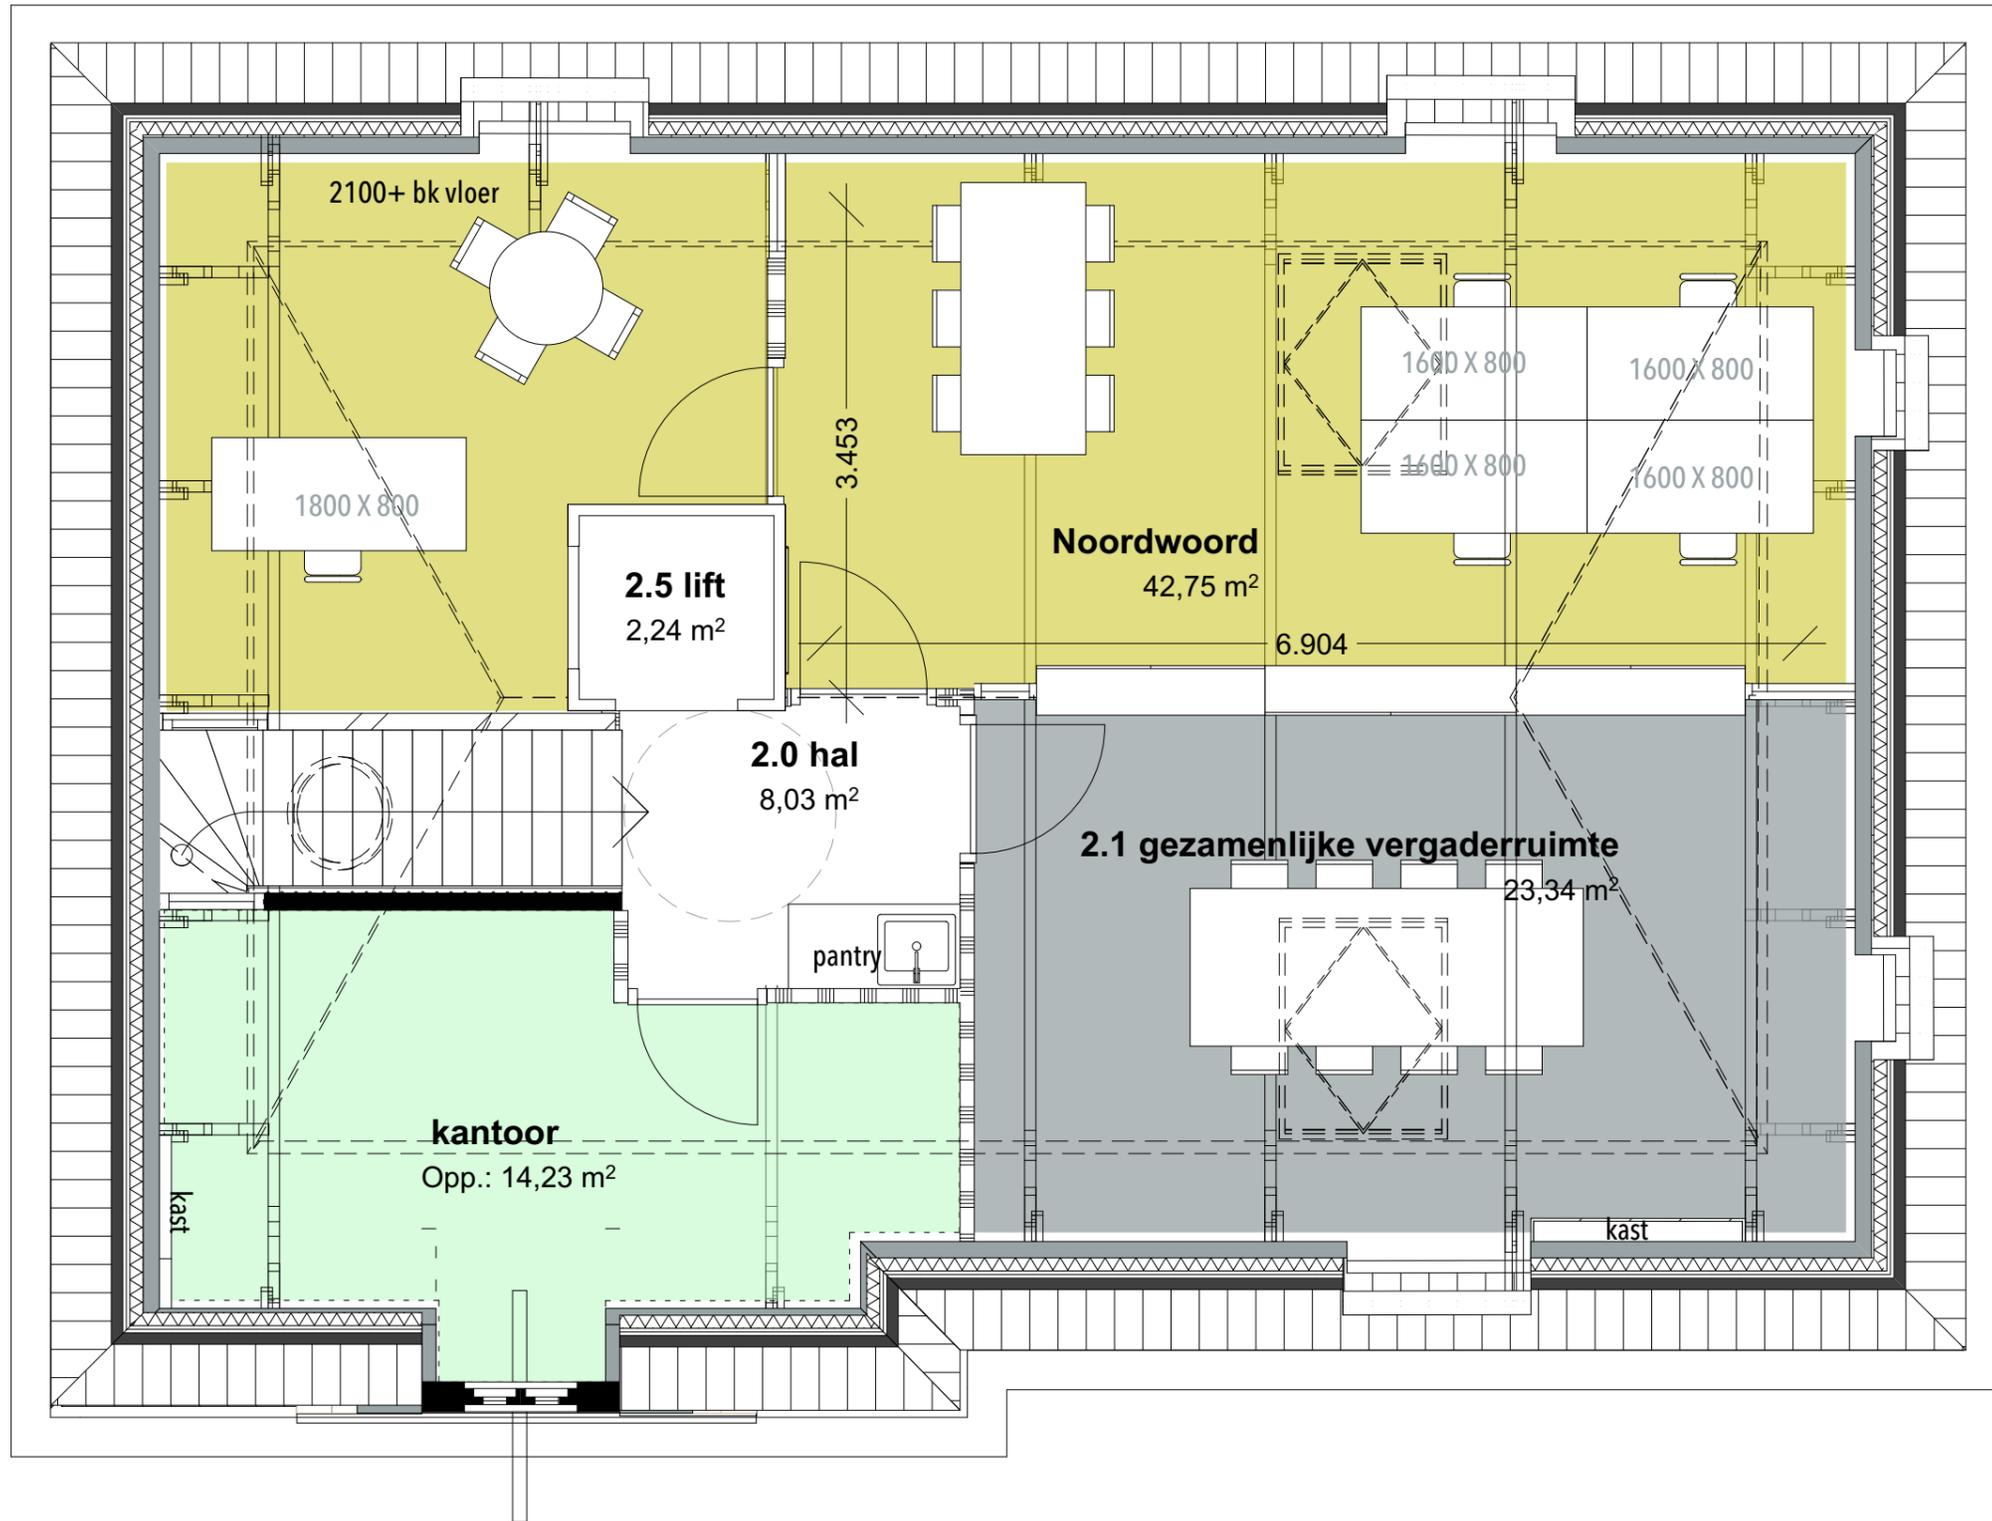 2100+ bk vloer
1600 X 800
1600 X 800
3.453
1600 X 800
1600 X 800
1800 X 800
Noordwoord
42,75 m²
2.5 lift
2,24 m²
6.904
2.0 hal
8,03 m²
2.1 gezamenlijke vergaderruimte
23,34 m²
pantry
kantoor
Opp.: 14,23 m²
kast
kast